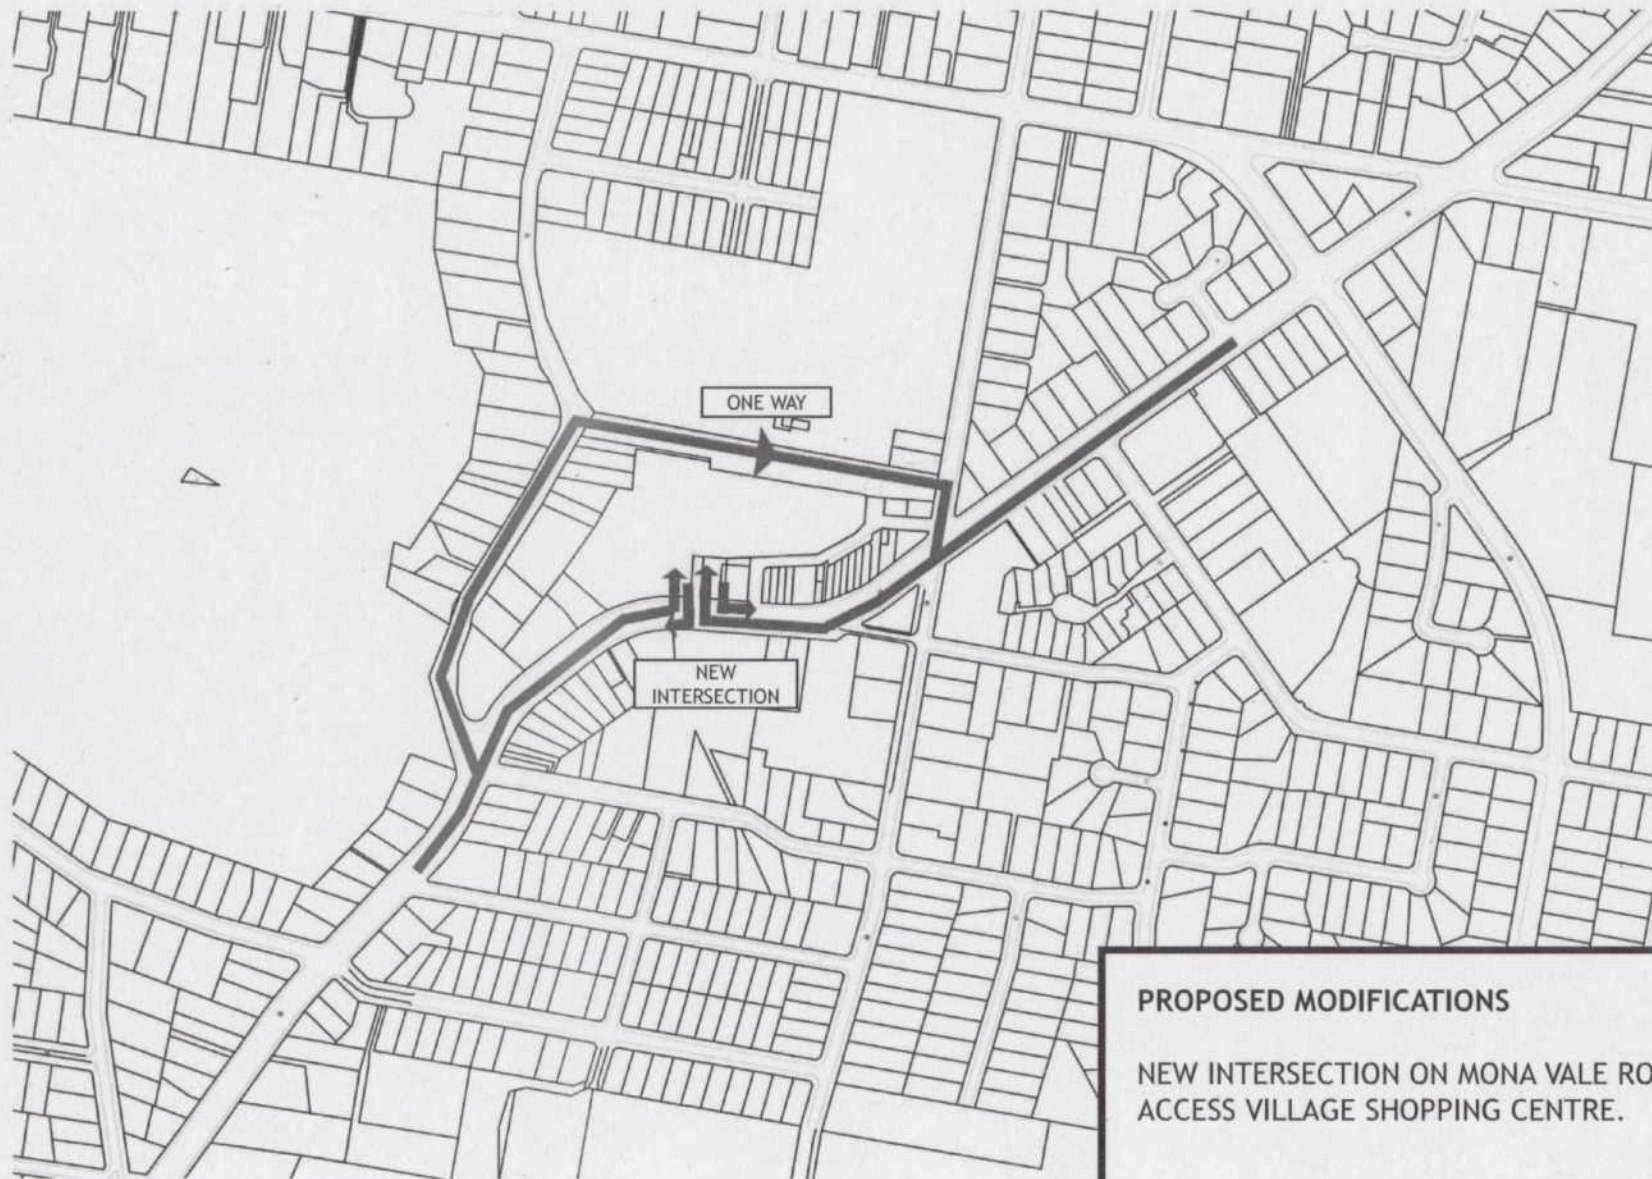 ONE WAY
NEW
INTERSECTION
PROPOSED MODIFICATIONS
NEW INTERSECTION ON MONA VALE RO
ACCESS VILLAGE SHOPPING CENTRE.